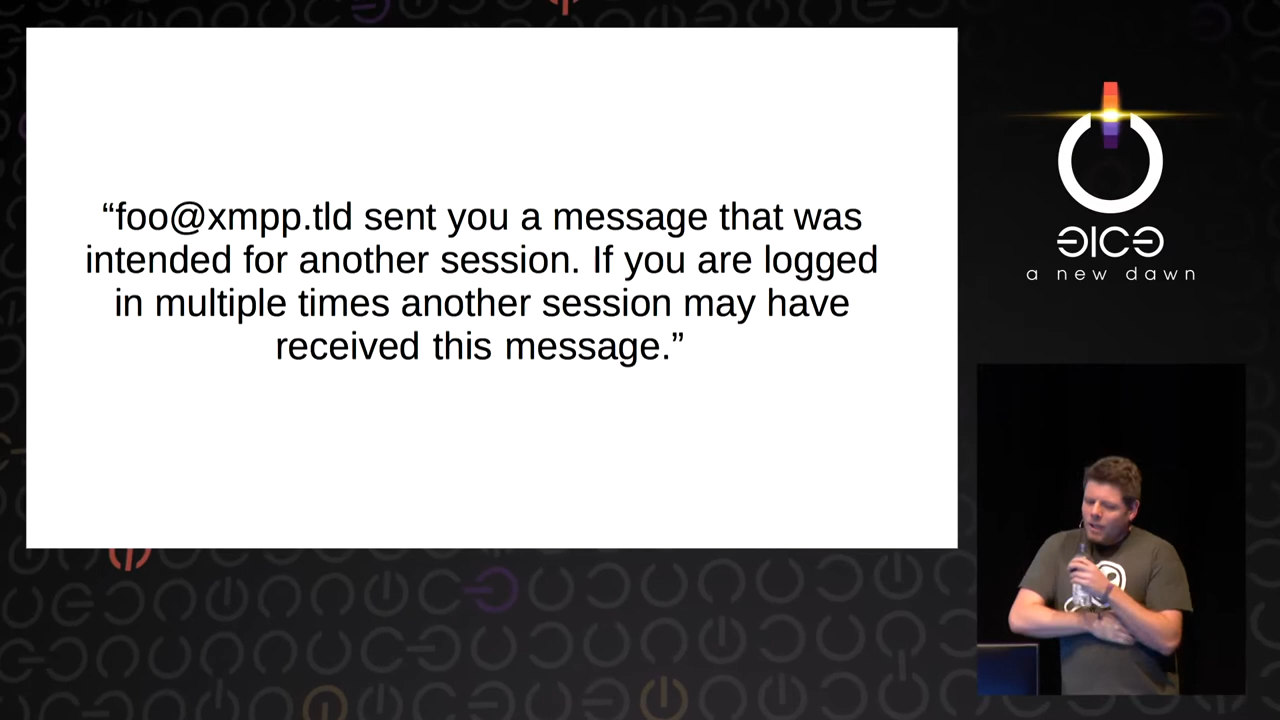 “foo@xmpp.tld sent you a message that was
intended for another session. If you are logged
in multiple times another session may have
received this message.”
a new dawn